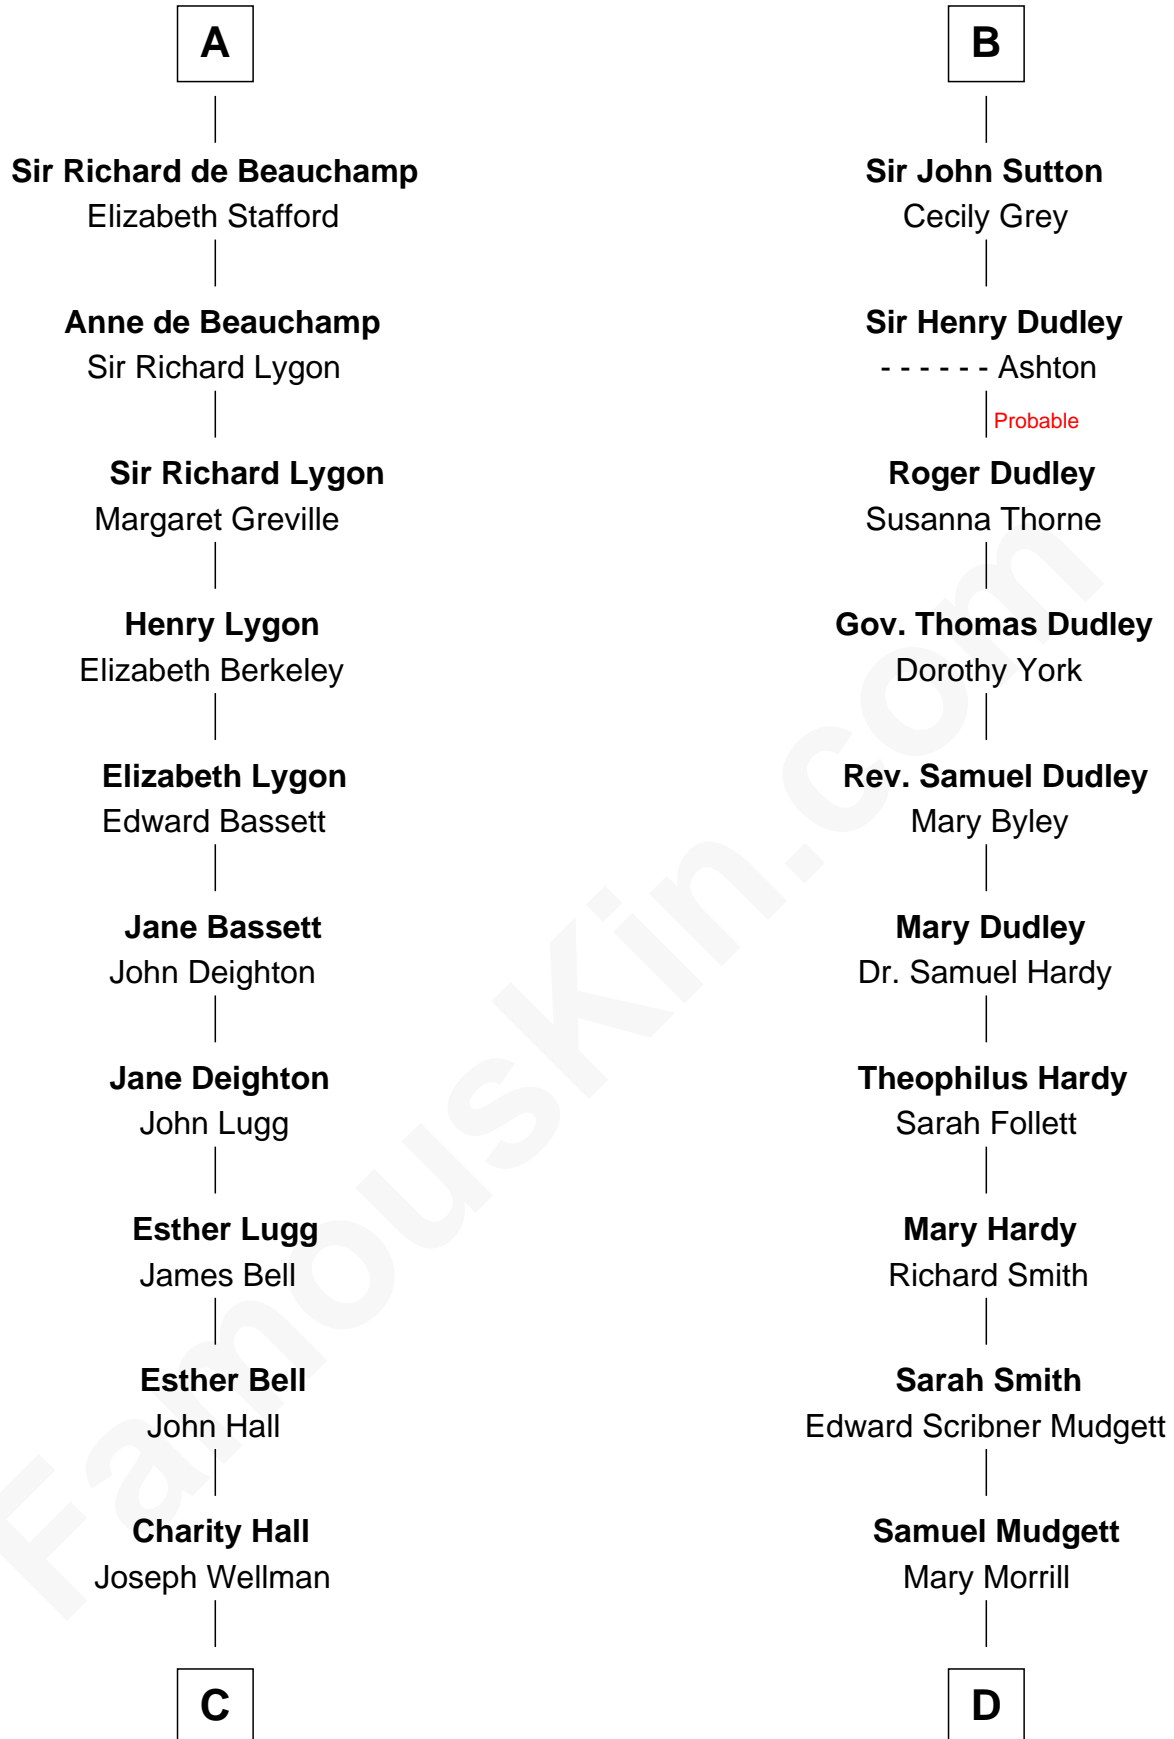 A
Sir Richard de Beauchamp
Elizabeth Stafford
Anne de Beauchamp
Sir Richard Lygon
Sir Richard Lygon
Margaret Greville
Henry Lygon
Elizabeth Berkeley
Elizabeth Lygon
Edward Bassett
Jane Bassett
John Deighton
Jane Deighton
John Lugg
Esther Lugg
James Bell
Esther Bell
John Hall
Charity Hall
Joseph Wellman
C
B
Sir John Sutton
Cecily Grey
Sir Henry Dudley
- - - - - - Ashton
Probable
Roger Dudley
Susanna Thorne
Gov. Thomas Dudley
Dorothy York
Rev. Samuel Dudley
Mary Byley
Mary Dudley
Dr. Samuel Hardy
Theophilus Hardy
Sarah Follett
Mary Hardy
Richard Smith
Sarah Smith
Edward Scribner Mudgett
Samuel Mudgett
Mary Morrill
D
FamousKin.com